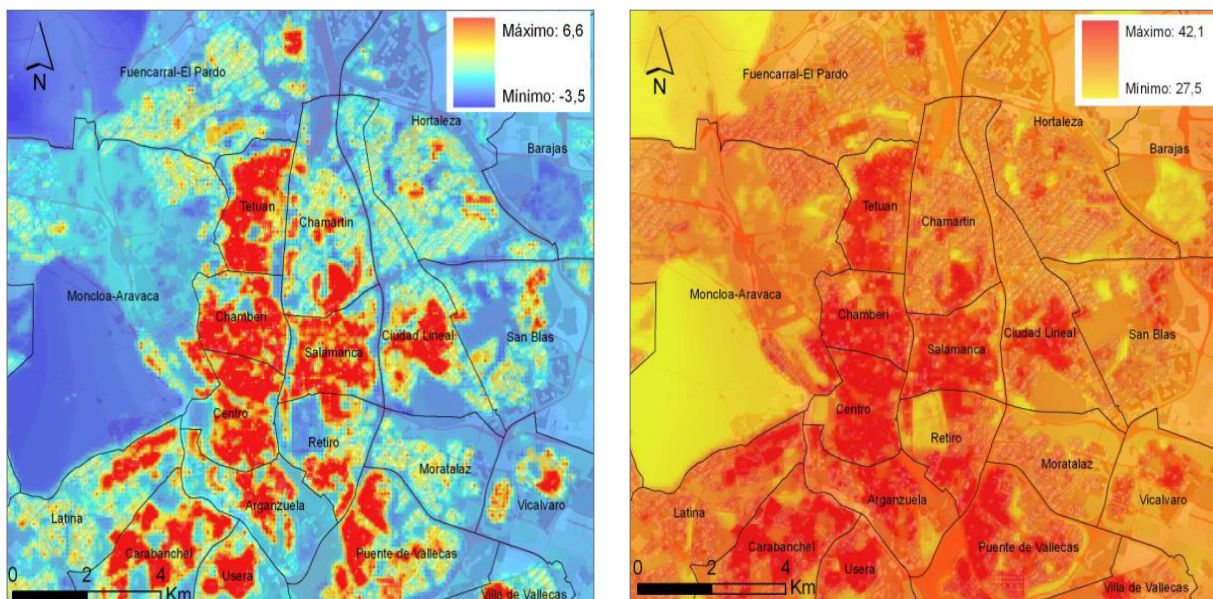 Máximo: 6,6
Mínimo: -3,5
N
Fuencarral-El Pardo
Hortaleza
Barajas
Tetuan
Chamartin
Moncloa-Aravaca
Chamberi
Ciudad Lineal
San Blas
Salamanca
Centro
Retiro
Moratalaz
Vicalvaro
Arganzuela
Latina
Carabanchel
Puente de Vallecas
Usera
Villa de Vallecas
0 2 4
Km
Máximo: 42,1
Mínimo: 27,5
N
Fuencarral-El Pardo
Hortaleza
Barajas
Tetuan
Chamartin
Moncloa-Aravaca
Chamberi
Ciudad Lineal
San Blas
Salamanca
Centro
Retiro
Moratalaz
Vicalvaro
Arganzuela
Latina
Carabanchel
Puente de Vallecas
Usera
Villa de Vallecas
0 2 4
Km